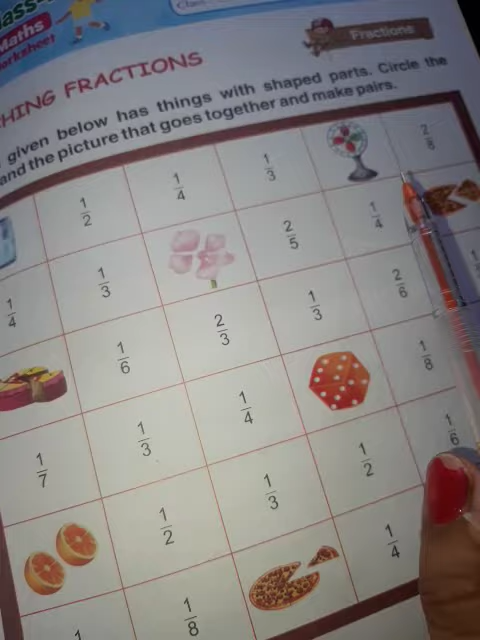 Maths
Fractions
FRACTIONS
given below has things with shaped parts. Circle the
and the picture that goes together and make pairs.
1/2 1/4 1/3 2/8
1/4 1/3 2/5 1/4
1/6 2/3 1/3 2/6
1/7 1/3 1/4 1/8
1/2 1/3 1/2 1/6
1/8 1/4